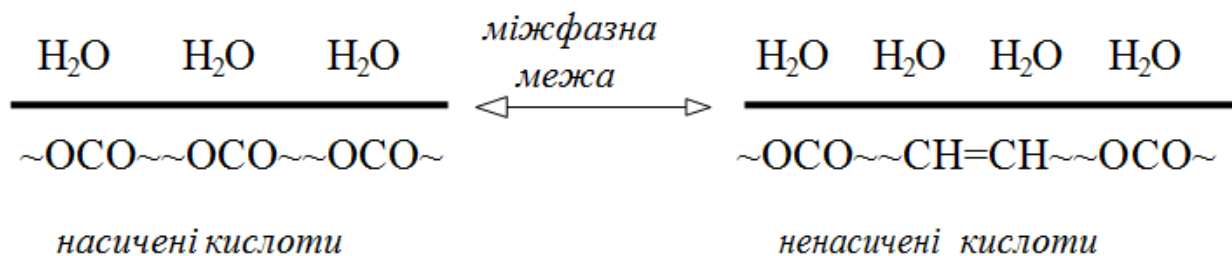 H₂O H₂O H₂O міжфазна межа H₂O H₂O H₂O H₂O
~OCO~~OCO~~OCO~ ~OCO~~CH=CH~~OCO~
насичені кислоти ненасичені кислоти